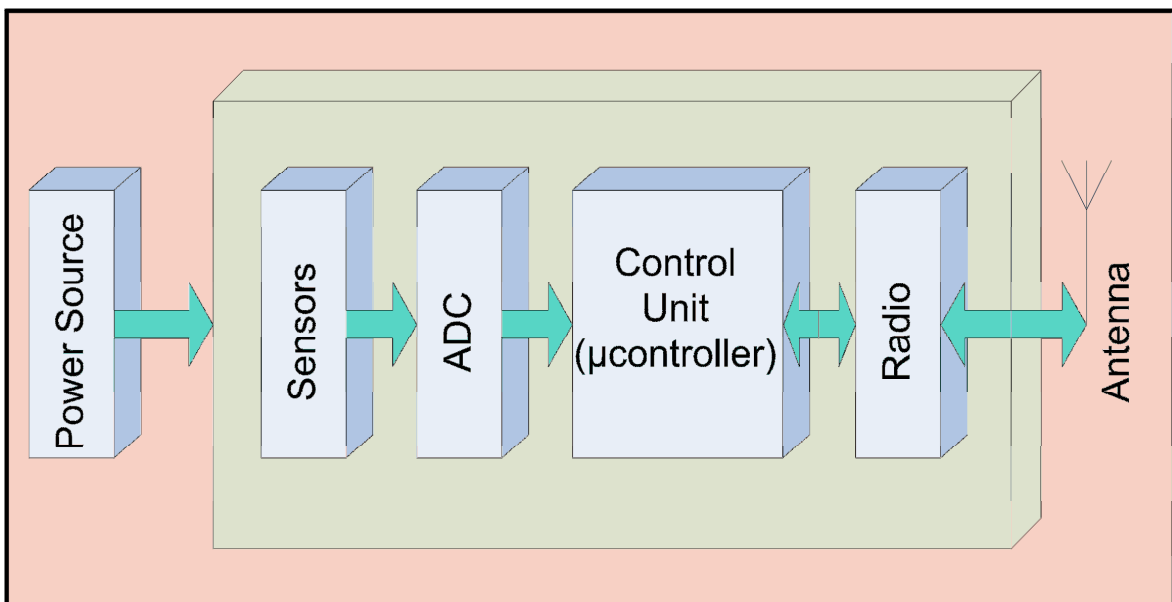 Power Source
Sensors
ADC
Control
Unit
(µcontroller)
Radio
Antenna